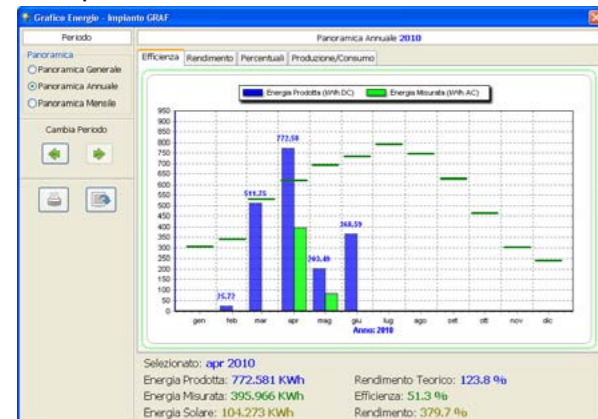 Grafico Energie - Impianto GRAF
Periodo
Panoramica Annuale 2010
Panoramica
Panoramica Generale
Panoramica Annuale
Panoramica Mensile
Cambia Periodo
Efficienza Rendimento Percentuali Produzione/Consumo
Energia Prodotta (kWh DC) Energia Misurata (kWh AC)
950
900
850
800
750
700
650
600
550
500
450
400
350
300
250
200
150
100
50
0
25,72
511,75
772,58
203,49
368,59
gen feb mar apr mag giu lug ago set ott nov dic
Anno: 2010
Selezionato: apr 2010
Energia Prodotta: 772.581 KWh Rendimento Teorico: 123.8 %
Energia Misurata: 395.966 KWh Efficienza: 51.3 %
Energia Solare: 104.273 KWh Rendimento: 379.7 %